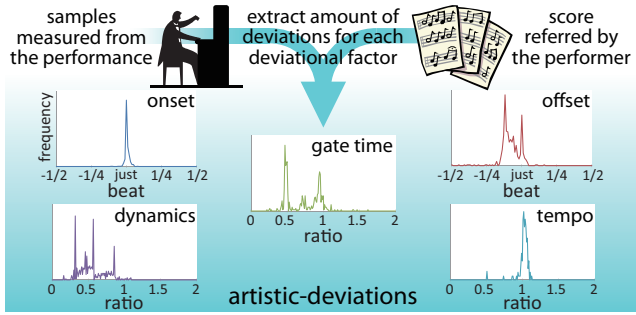 samples
measured from
the performance
extract amount of
deviations for each
deviational factor
score
referred by
the performer
onset
frequency
-1/2 -1/4 just 1/4 1/2
beat
gate time
0 0.5 1 1.5 2
ratio
offset
-1/2 -1/4 just 1/4 1/2
beat
dynamics
0 0.5 1 1.5 2
ratio
tempo
0 0.5 1 1.5 2
ratio
artistic-deviations